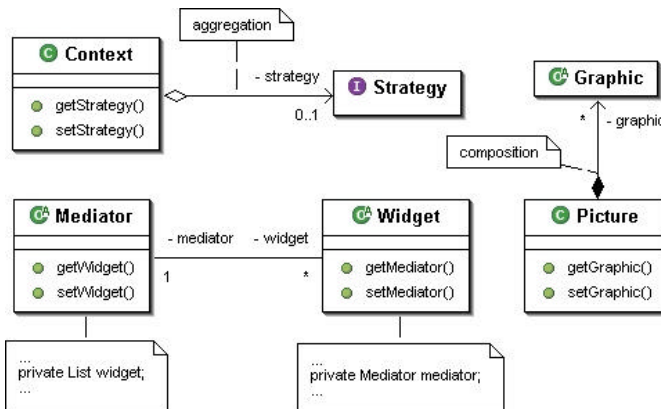 aggregation
C Context
getStrategy()
setStrategy()
- strategy
0..1
I Strategy
C A Graphic
* - graphic
composition
C Picture
getGraphic()
setGraphic()
C A Mediator
getWidget()
setWidget()
- mediator - widget
1 *
C A Widget
getMediator()
setMediator()
...
private List widget;
...
...
private Mediator mediator;
...